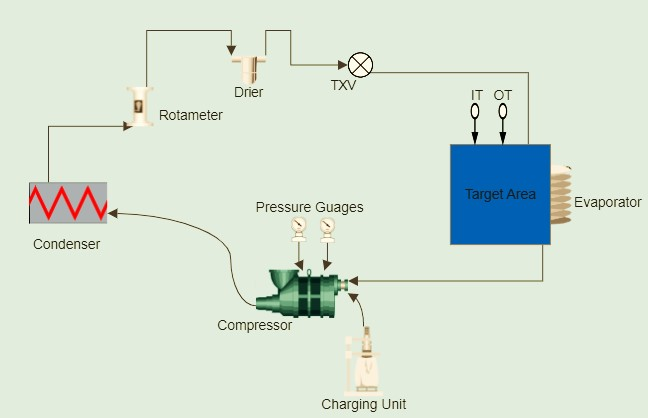 Drier
TXV
IT OT
Rotameter
Target Area
Evaporator
Pressure Guages
Condenser
Compressor
Charging Unit